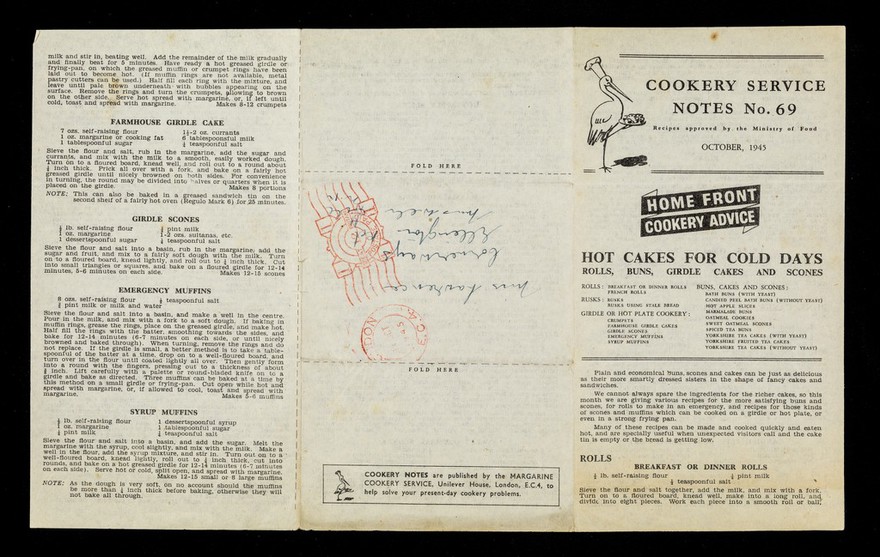 milk and stir in, beating well. Add the remainder of the milk gradually
and finally beat for 5 minutes. Have ready a hot greased girdle or
frying-pan, on which the greased muffin or crumpet rings have been
laid out to become hot. (If muffin rings are not available, metal
pastry cutters can be used.) Half fill each ring with the mixture, and
leave until pale brown underneath with bubbles appearing on the
surface. Remove the rings and turn the crumpets, allowing to brown
on the other side. Serve hot spread with margarine, or, if left until
cold, toast and spread with margarine. Makes 8-12 crumpets
FARMHOUSE GIRDLE CAKE
7 ozs. self-raising flour 1½-2 oz. currants
1 oz. margarine or cooking fat 6 tablespoonsful milk
1 tablespoonful sugar ¼ teaspoonful salt
Sieve the flour and salt, rub in the margarine, add the sugar and
currants, and mix with the milk to a smooth, easily worked dough.
Turn on to a floured board, knead well, and roll out to a round about
inch thick. Prick all over with a fork, and bake on a fairly hot
greased girdle until nicely browned on both sides. For convenience
in turning, the round may be divided into halves or quarters when it is
placed on the girdle. Makes 8 portions
NOTE: This can also be baked in a greased sandwich tin on the
second shelf of a fairly hot oven (Regulo Mark 6) for 25 minutes.
GIRDLE SCONES
lb. self-raising flour pint milk
oz. margarine 1-2 ozs. sultanas, etc.
1 dessertspoonful sugar teaspoonful salt
Sieve the flour and salt into a basin, rub in the margarine, add the
sugar and fruit, and mix to a fairly soft dough with the milk. Turn
on to a floured board, knead lightly, and roll out to inch thick. Cut
into small triangles or squares, and bake on a floured girdle for 12-14
minutes, 5-6 minutes on each side. Makes 12-15 scones
EMERGENCY MUFFINS
8 ozs. self-raising flour teaspoonful salt
pint milk or milk and water
Sieve the flour and salt into a basin, and make a well in the centre.
Pour in the milk, and mix with a fork to a soft dough. If baking in
muffin rings, grease the rings, place on the greased girdle, and make hot.
Half fill the rings with the batter, smoothing towards the sides, and
bake for 12-14 minutes (6-7 minutes on each side, or until nicely
browned and baked through). When turning, remove the rings and do
not replace. If the girdle is small, a better method is to take a table-
spoonful of the batter at a time, drop on to a well-floured board, and
turn over in the flour until coated lightly all over. Then gently form
into a round with the fingers, pressing out to a thickness of about
inch. Lift carefully with a palette or round-bladed knife on to a
girdle and bake as directed. Three muffins can be baked at a time by
this method on a small girdle or frying-pan. Cut open while hot and
spread with margarine, or, if allowed to cool, toast and spread with
margarine. Makes 5-6 muffins
SYRUP MUFFINS
lb. self-raising flour 1 dessertspoonful syrup
oz. margarine 1 tablespoonful sugar
pint milk teaspoonful salt
Sieve the flour and salt into a basin, and add the sugar. Melt the
margarine with the syrup, cool slightly, and mix with the milk. Make a
well in the flour, add the syrup mixture, and stir in. Turn out on to a
well-floured board, knead lightly, roll out to inch thick, cut into
rounds, and bake on a hot greased girdle for 12-14 minutes (6-7 minutes
on each side). Serve hot or cold, split open, and spread with margarine.
Makes 12-15 small or 8 large muffins
NOTE: As the dough is very soft, on no account should the muffins
be more than inch thick before baking, otherwise they will
not bake all through.
FOLD HERE
Mrs Lawrence
Cornerways
FOLD HERE
COOKERY NOTES are published by the MARGARINE
COOKERY SERVICE, Unilever House, London, E.C.4, to
help solve your present-day cookery problems.
COOKERY SERVICE
NOTES No. 69
Recipes approved by the Ministry of Food
OCTOBER, 1945
HOME FRONT
COOKERY ADVICE
HOT CAKES FOR COLD DAYS
ROLLS, BUNS, GIRDLE CAKES AND SCONES
ROLLS: BREAKFAST OR DINNER ROLLS
FRENCH ROLLS
RUSKS: RUSKS
RUSKS USING STALE BREAD
GIRDLE OR HOT PLATE COOKERY:
CRUMPETS
FARMHOUSE GIRDLE CAKES
GIRDLE SCONES
EMERGENCY MUFFINS
SYRUP MUFFINS
BUNS, CAKES AND SCONES:
BATH BUNS (WITH YEAST)
CANDIED PEEL BATH BUNS (WITHOUT YEAST)
HOT APPLE SLICES
MARMALADE BUNS
OATMEAL COOKIES
SWEET OATMEAL SCONES
SPICED TEA BUNS
YORKSHIRE TEA CAKES (WITH YEAST)
YORKSHIRE FRUITED TEA CAKES
YORKSHIRE TEA CAKES (WITHOUT YEAST)
Plain and economical buns, scones and cakes can be just as delicious
as their more smartly dressed sisters in the shape of fancy cakes and
sandwiches.
We cannot always spare the ingredients for the richer cakes, so this
month we are giving various recipes for the more satisfying buns and
scones, for rolls to make in an emergency, and recipes for those kinds
of scones and muffins which can be cooked on a girdle or hot plate, or
even in a strong frying pan.
Many of these recipes can be made and cooked quickly and eaten
hot, and are specially useful when unexpected visitors call and the cake
tin is empty or the bread is getting low.
ROLLS
BREAKFAST OR DINNER ROLLS
lb. self-raising flour pint milk
teaspoonful salt
Sieve the flour and salt together, add the milk, and mix with a fork.
Turn on to a floured board, knead well, make into a long roll, and
divide into eight pieces. Work each piece into a smooth roll or ball,